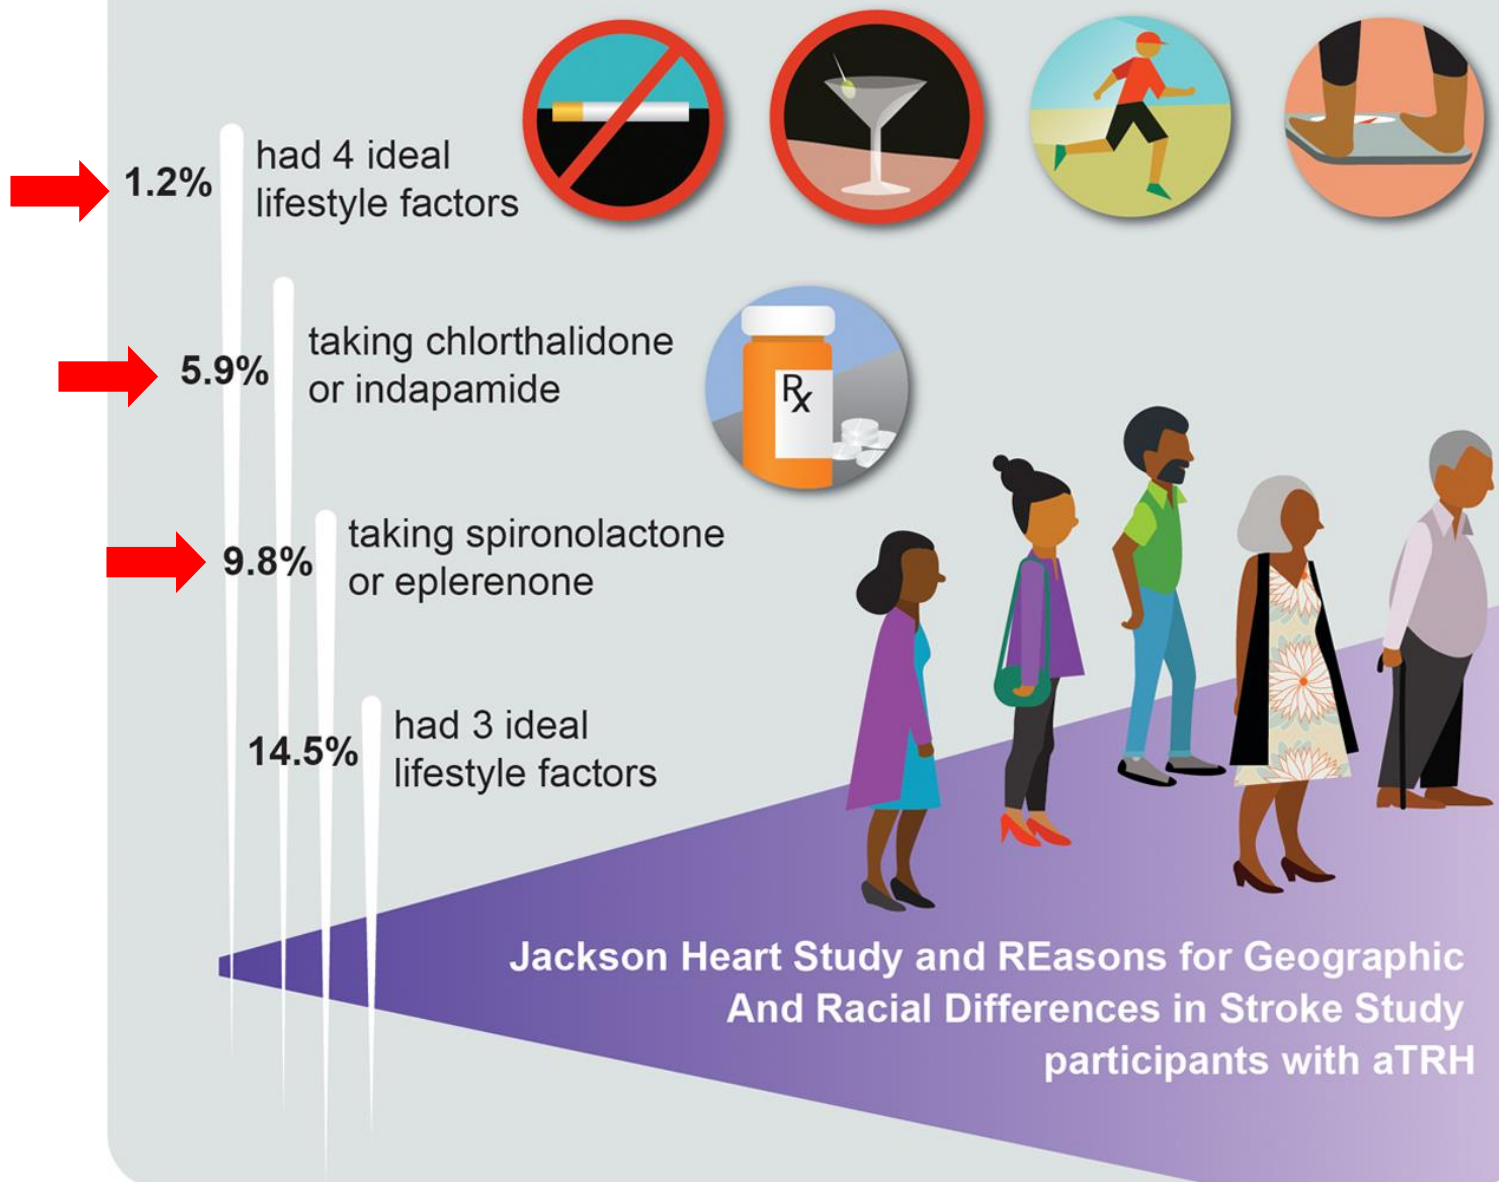 1.2%
had 4 ideal
lifestyle factors
5.9%
taking chlorthalidone
or indapamide
Rx
9.8%
taking spironolactone
or eplerenone
14.5%
had 3 ideal
lifestyle factors
Jackson Heart Study and REasons for Geographic
And Racial Differences in Stroke Study
participants with aTRH